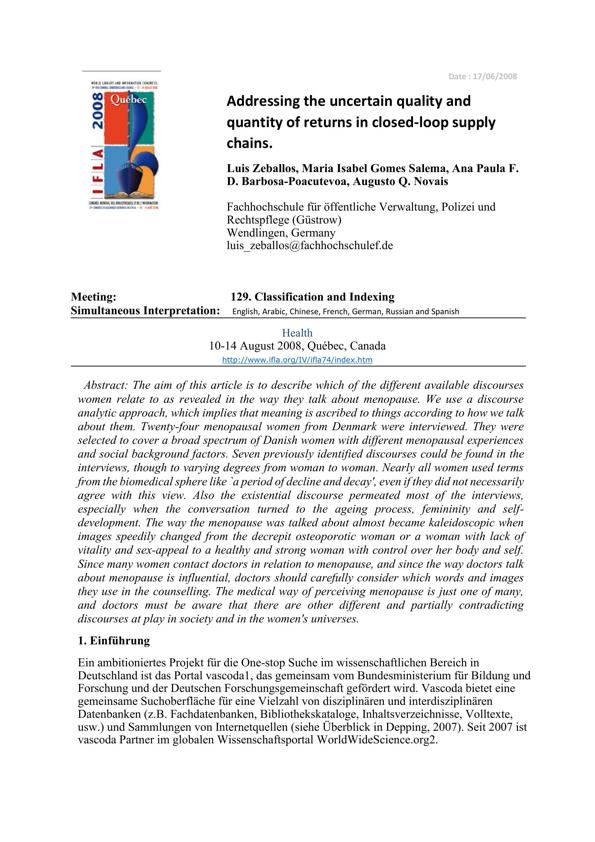 Date : 17/06/2008
WORLD LIBRARY AND INFORMATION CONGRESS:
2008
Québec
IFLA
Addressing the uncertain quality and
quantity of returns in closed-loop supply
chains.
Luis Zeballos, Maria Isabel Gomes Salema, Ana Paula F.
D. Barbosa-Poacutevoa, Augusto Q. Novais
Fachhochschule für öffentliche Verwaltung, Polizei und
Rechtspflege (Güstrow)
Wendlingen, Germany
luis_zeballos@fachhochschulef.de
Meeting: 129. Classification and Indexing
Simultaneous Interpretation: English, Arabic, Chinese, French, German, Russian and Spanish
Health
10-14 August 2008, Québec, Canada
http://www.ifla.org/IV/ifla74/index.htm
Abstract: The aim of this article is to describe which of the different available discourses
women relate to as revealed in the way they talk about menopause. We use a discourse
analytic approach, which implies that meaning is ascribed to things according to how we talk
about them. Twenty-four menopausal women from Denmark were interviewed. They were
selected to cover a broad spectrum of Danish women with different menopausal experiences
and social background factors. Seven previously identified discourses could be found in the
interviews, though to varying degrees from woman to woman. Nearly all women used terms
from the biomedical sphere like `a period of decline and decay', even if they did not necessarily
agree with this view. Also the existential discourse permeated most of the interviews,
especially when the conversation turned to the ageing process, femininity and self-
development. The way the menopause was talked about almost became kaleidoscopic when
images speedily changed from the decrepit osteoporotic woman or a woman with lack of
vitality and sex-appeal to a healthy and strong woman with control over her body and self.
Since many women contact doctors in relation to menopause, and since the way doctors talk
about menopause is influential, doctors should carefully consider which words and images
they use in the counselling. The medical way of perceiving menopause is just one of many,
and doctors must be aware that there are other different and partially contradicting
discourses at play in society and in the women's universes.
1. Einführung
Ein ambitioniertes Projekt für die One-stop Suche im wissenschaftlichen Bereich in
Deutschland ist das Portal vascoda1, das gemeinsam vom Bundesministerium für Bildung und
Forschung und der Deutschen Forschungsgemeinschaft gefördert wird. Vascoda bietet eine
gemeinsame Suchoberfläche für eine Vielzahl von disziplinären und interdisziplinären
Datenbanken (z.B. Fachdatenbanken, Bibliothekskataloge, Inhaltsverzeichnisse, Volltexte,
usw.) und Sammlungen von Internetquellen (siehe Überblick in Depping, 2007). Seit 2007 ist
vascoda Partner im globalen Wissenschaftsportal WorldWideScience.org2.